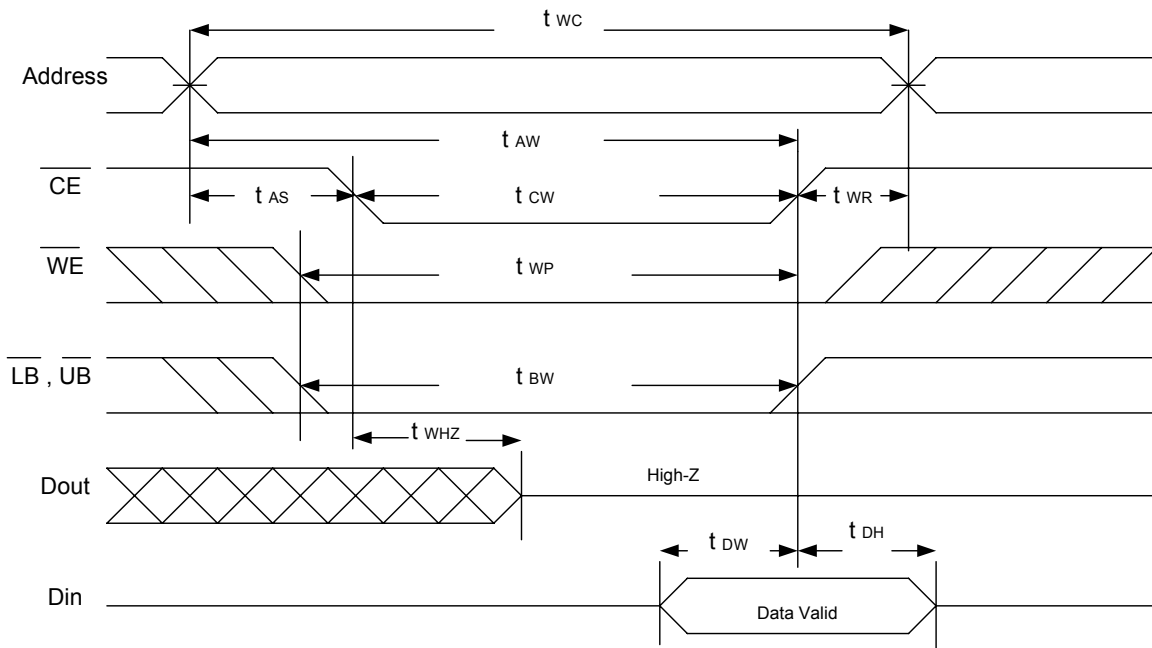 t WC
Address
t AW
CE
t AS
t CW
t WR
WE
t WP
LB , UB
t BW
t WHZ
Dout
High-Z
t DW
t DH
Din
Data Valid